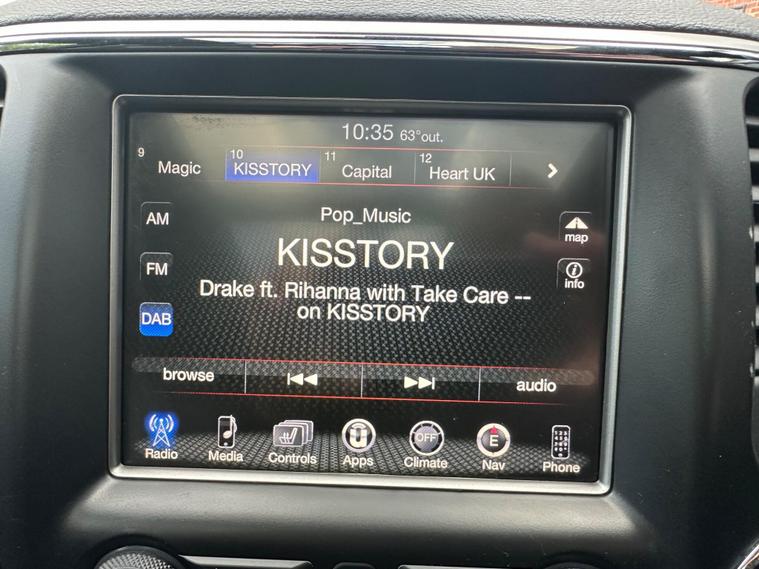 10:35 63°out.
9 Magic 10 KISSTORY 11 Capital 12 Heart UK
AM
Pop_Music
map
KISSTORY
FM
info
Drake ft. Rihanna with Take Care --
on KISSTORY
DAB
browse audio
OFF E
Radio Media Controls Apps Climate Nav Phone